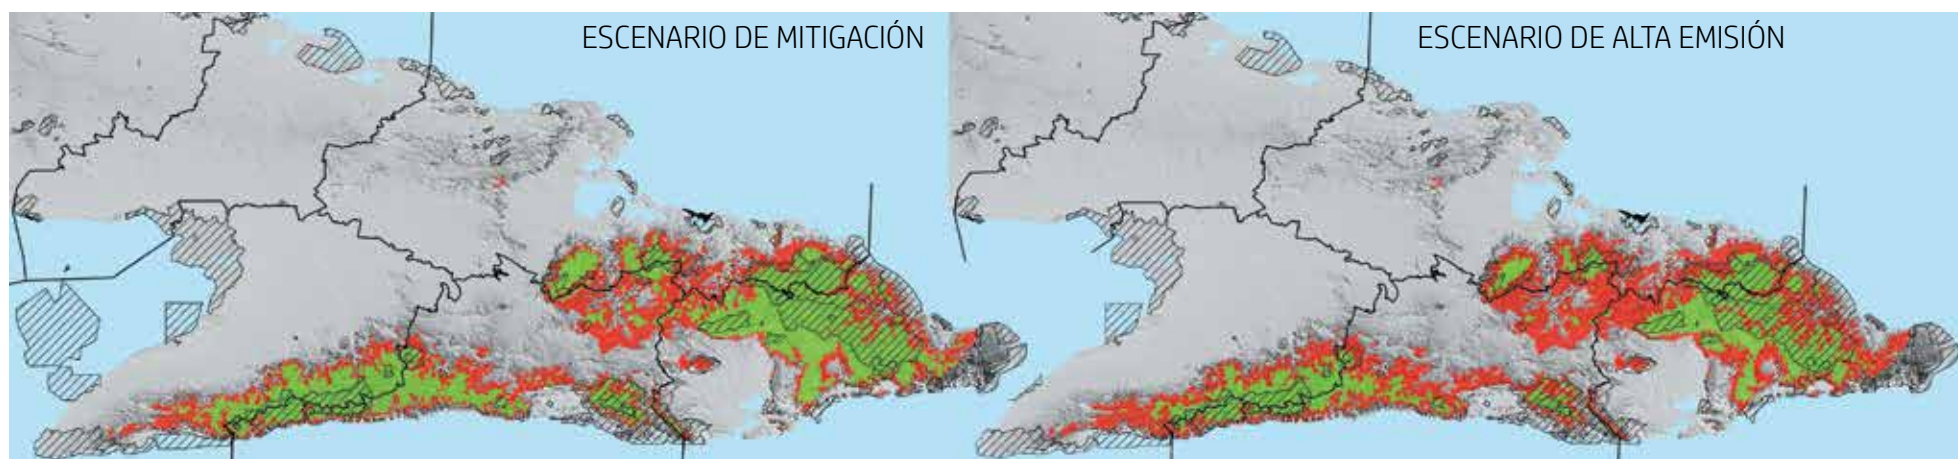 ESCENARIO DE MITIGACIÓN
ESCENARIO DE ALTA EMISIÓN